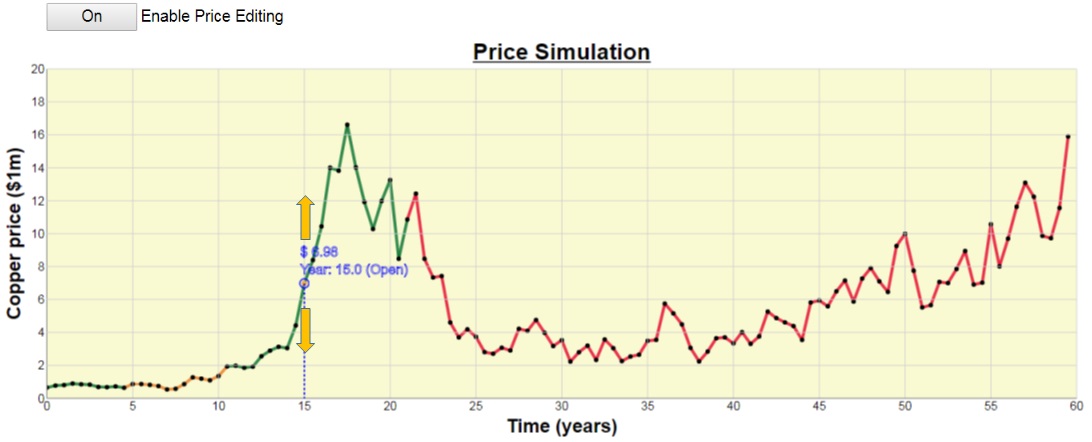 On Enable Price Editing
Price Simulation
20
18
16
14
12
10
8
6
4
2
0
Copper price ($1m)
$ 6.98
Year: 15.0 (Open)
0 5 10 15 20 25 30 35 40 45 50 55 60
Time (years)